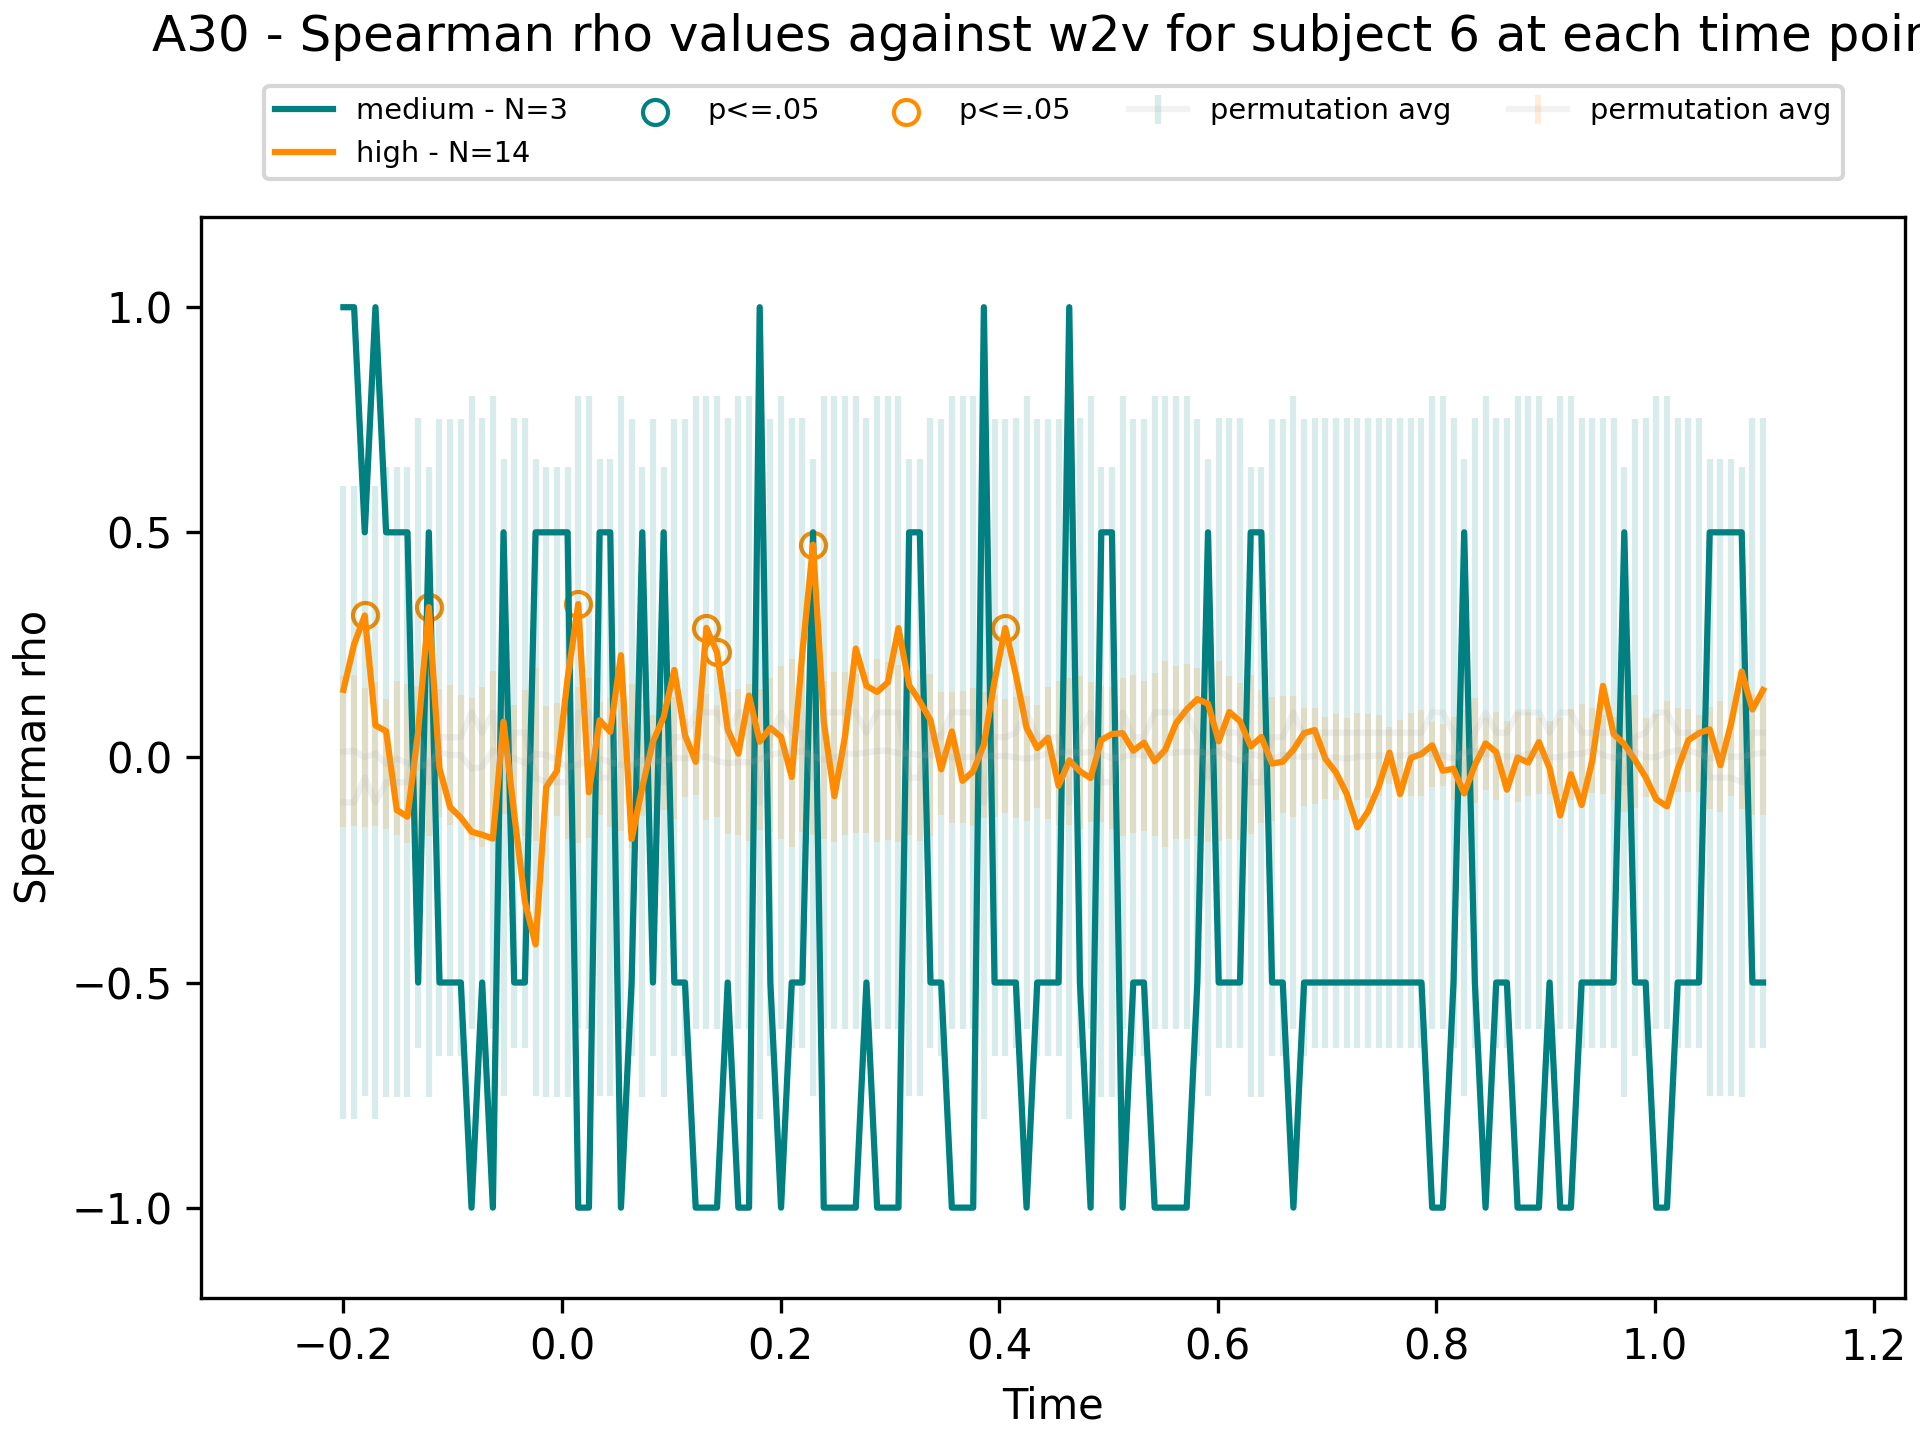 A30 - Spearman rho values against w2v for subject 6 at each time poin
medium - N=3
high - N=14
p<=.05
p<=.05
permutation avg
permutation avg
Spearman rho
1.0
0.5
0.0
−0.5
−1.0
−0.2
0.0
0.2
0.4
0.6
0.8
1.0
1.2
Time